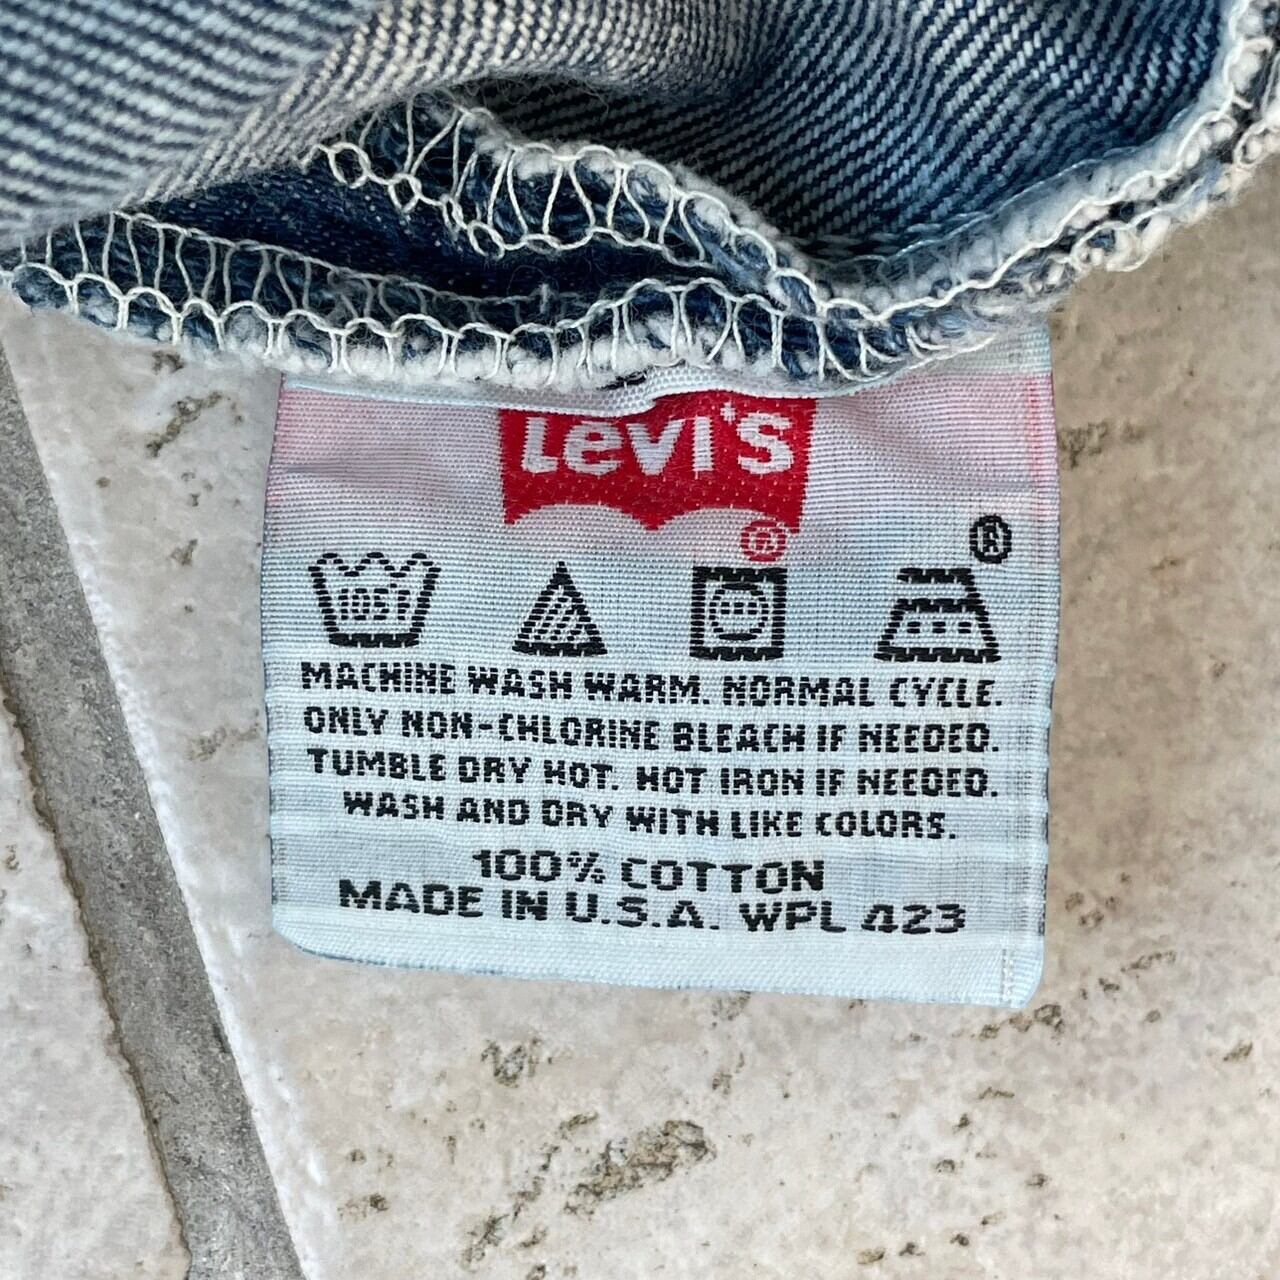 Levi's
®
®
105°F
MACHINE WASH WARM. NORMAL CYCLE.
ONLY NON-CHLORINE BLEACH IF NEEDED.
TUMBLE DRY HOT. HOT IRON IF NEEDED.
WASH AND DRY WITH LIKE COLORS.
100% COTTON
MADE IN U.S.A. WPL 423